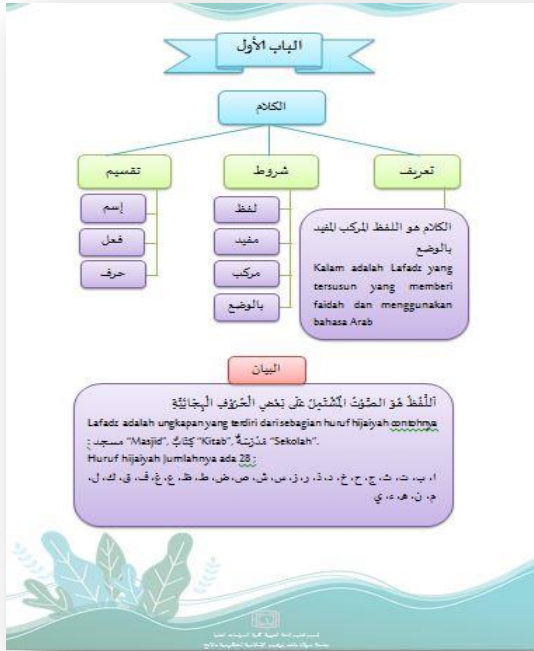 الباب الأول
الكلام
تعريف
شروط
تقسيم
الكلام هو اللفظ المركب المفيد
بالوضع
Kalam adalah Lafadz yang
tersusun yang memberi
faidah dan menggunakan
bahasa Arab
لفظ
مفيد
مركب
بالوضع
إسم
فعل
حرف
البيان
اَللَّفْظُ هُوَ الصَّوْتُ الْمُشْتَمِلُ عَلَى بَعْضِ الْحُرُوْفِ الْهِجَائِيَّةِ
Lafadz adalah ungkapan yang terdiri dari sebagian huruf hijaiyah contohnya
: مسجد "Masjid", كِتَابٌ "Kitab", مَدْرَسَةٌ "Sekolah".
Huruf hijaiyah Jumlahnya ada 28 :
ا، ب، ت، ث، ج، ح، خ، د، ذ، ر، ز، س، ش، ص، ض، ط، ظ، ع، غ، ف، ق، ك، ل،
م، ن، هـ، ء، ي